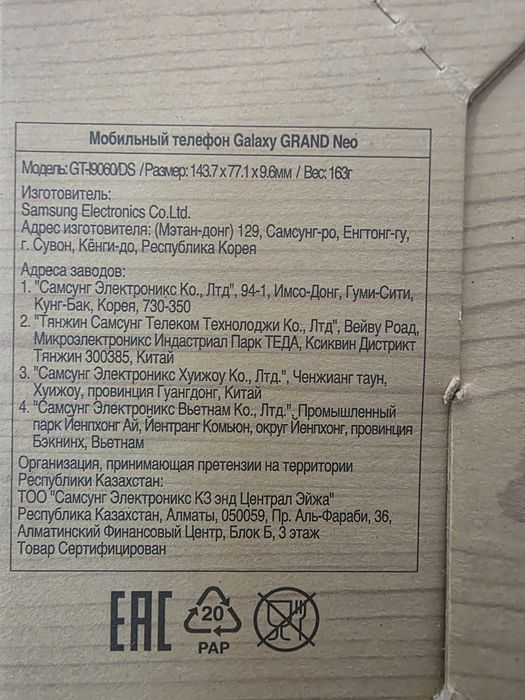 Мобильный телефон Galaxy GRAND Neo
Модель: GT-I9060/DS / Размер: 143.7 x 77.1 x 9.6мм / Вес: 163г
Изготовитель:
Samsung Electronics Co.Ltd.
Адрес изготовителя: (Мэтан-донг) 129, Самсунг-ро, Енгтонг-гу,
г. Сувон, Кёнги-до, Республика Корея
Адреса заводов:
1. "Самсунг Электроникс Ко., Лтд", 94-1, Имсо-Донг, Гуми-Сити,
Кунг-Бак, Корея, 730-350
2. "Тянжин Самсунг Телеком Технолоджи Ко., Лтд", Вейву Роад,
Микроэлектроникс Индастриал Парк ТЕДА, Ксиквин Дистрикт
Тянжин 300385, Китай
3. "Самсунг Электроникс Хуижоу Ко., Лтд.", Ченжианг таун,
Хуижоу, провинция Гуангдонг, Китай
4. "Самсунг Электроникс Вьетнам Ко., Лтд.", Промышленный
парк Йенпхонг Ай, Йентранг Комьюн, округ Йенпхонг, провинция
Бэкнинх, Вьетнам
Организация, принимающая претензии на территории
Республики Казахстан:
ТОО "Самсунг Электроникс КЗ энд Централ Эйжа"
Республика Казахстан, Алматы, 050059, Пр. Аль-Фараби, 36,
Алматинский Финансовый Центр, Блок Б, 3 этаж
Товар Сертифицирован
EAC
20
PAP